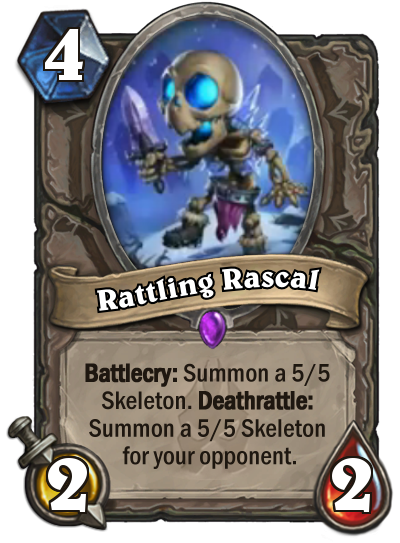 4
Rattling Rascal
Battlecry: Summon a 5/5
Skeleton. Deathrattle:
Summon a 5/5 Skeleton
for your opponent.
2 2